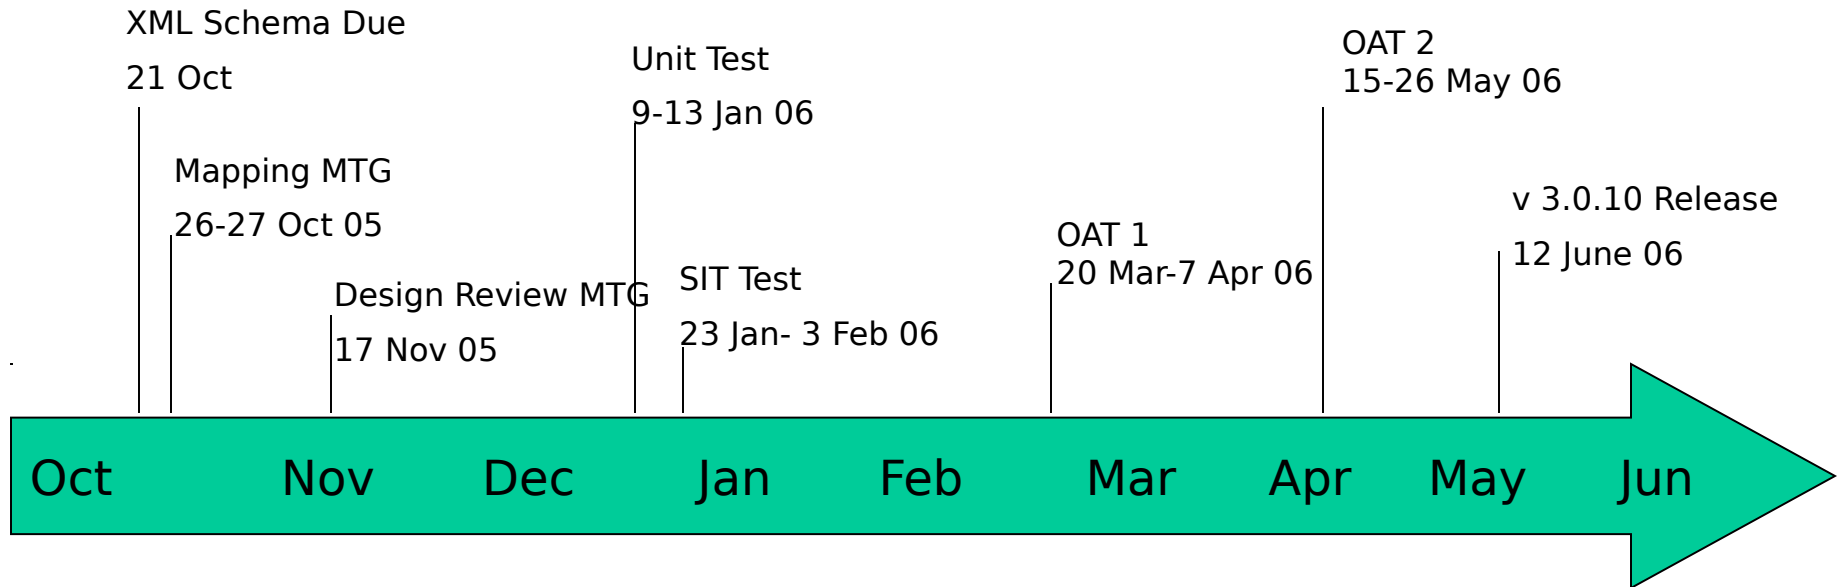 XML Schema Due
21 Oct
Unit Test
9-13 Jan 06
OAT 2
15-26 May 06
Mapping MTG
26-27 Oct 05
v 3.0.10 Release
12 June 06
OAT 1
20 Mar-7 Apr 06
Design Review MTG
17 Nov 05
SIT Test
23 Jan- 3 Feb 06
Oct Nov Dec Jan Feb Mar Apr May Jun